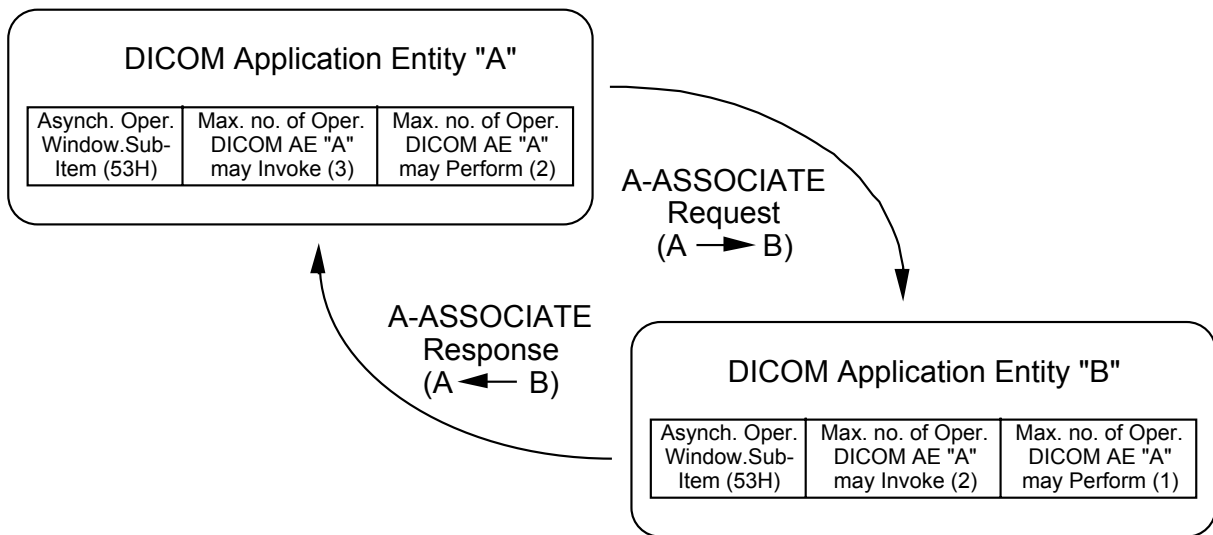 DICOM Application Entity "A"
Asynch. Oper.
Window.Sub-
Item (53H)
Max. no. of Oper.
DICOM AE "A"
may Invoke (3)
Max. no. of Oper.
DICOM AE "A"
may Perform (2)
A-ASSOCIATE
Request
(A B)
A-ASSOCIATE
Response
(A B)
DICOM Application Entity "B"
Asynch. Oper.
Window.Sub-
Item (53H)
Max. no. of Oper.
DICOM AE "A"
may Invoke (2)
Max. no. of Oper.
DICOM AE "A"
may Perform (1)